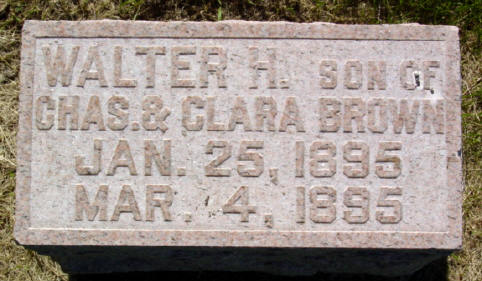 WALTER H. SON OF
CHAS. & CLARA BROWN
JAN. 25, 1895
MAR. 4, 1895